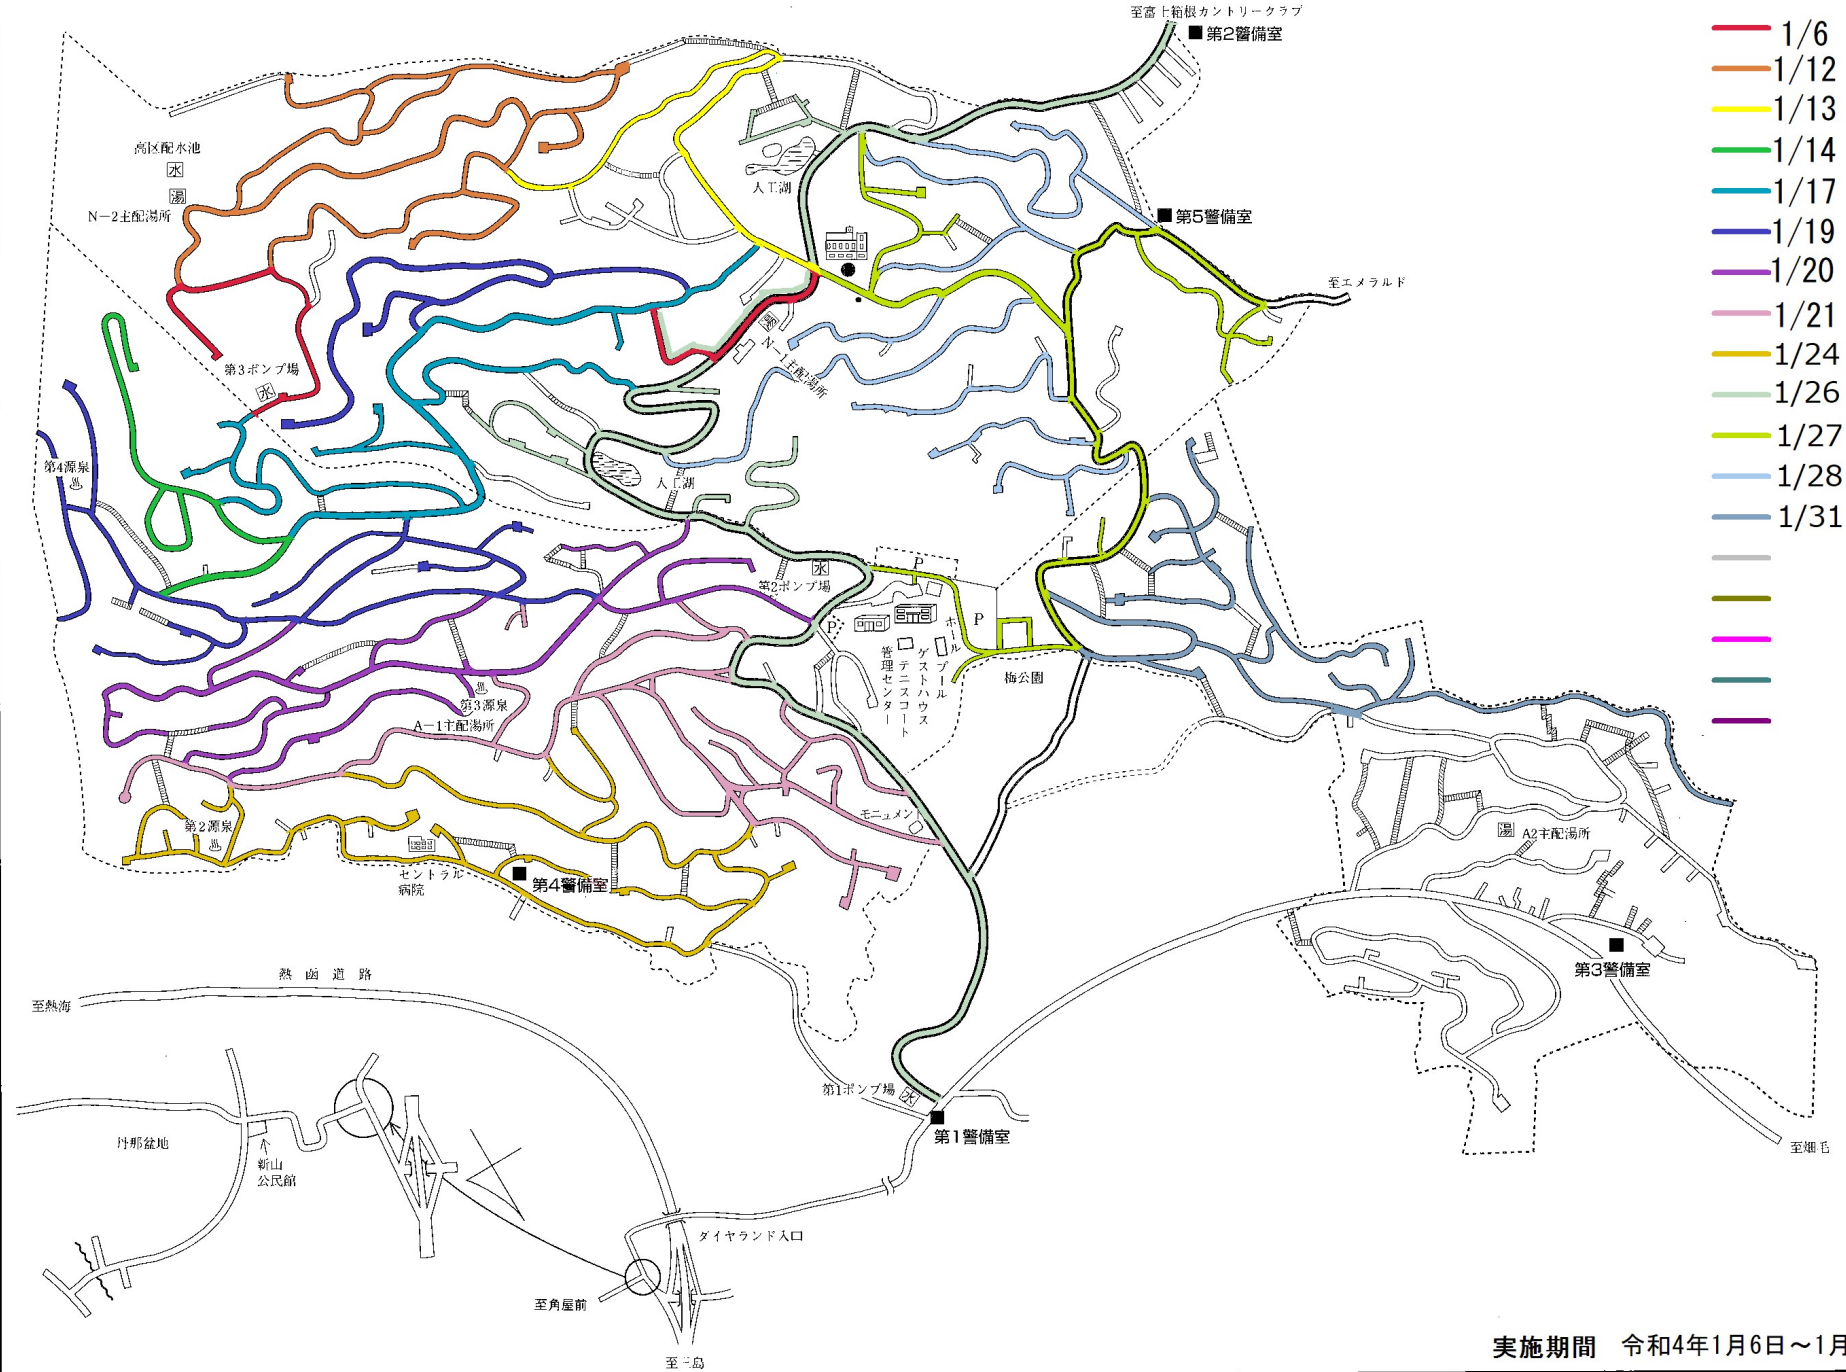 至富士箱根カントリークラブ
第2警備室
1/6
1/12
1/13
1/14
1/17
1/19
1/20
1/21
1/24
1/26
1/27
1/28
1/31
高区配水池
水
湯
N-2主配湯所
人工湖
第5警備室
至エメラルド
第3ポンプ場
水
湯
N-1主配湯所
第4源泉
人工湖
第2ポンプ場
水
P
P
P
ホール
プール
ゲストハウス
テニスコート
管理センター
梅公園
第3源泉
A-1主配湯所
モニュメント
第2源泉
セントラル
病院
第4警備室
湯
A2主配湯所
第3警備室
熱函道路
至熱海
第1ポンプ場
水
第1警備室
至畑毛
丹那盆地
新山
公民館
ダイヤランド入口
至角屋前
至三島
実施期間 令和4年1月6日～1月